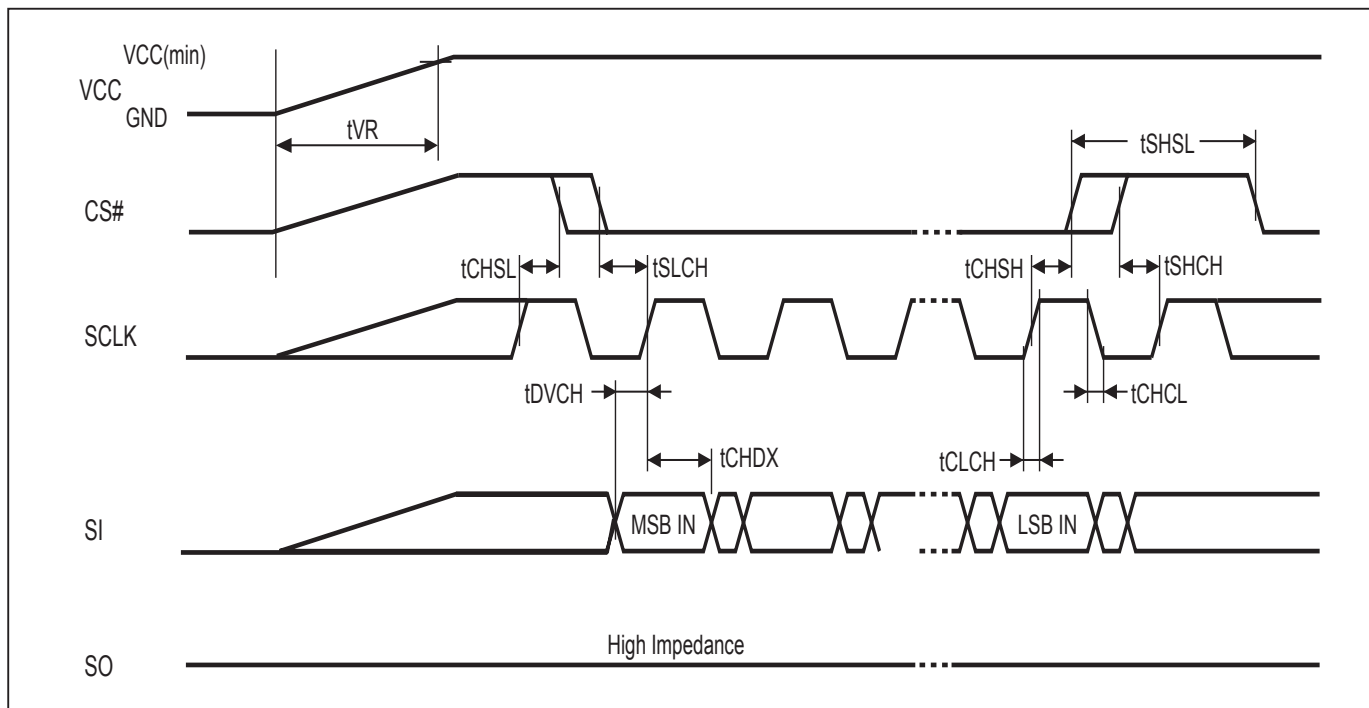 VCC(min)
VCC
GND
tVR
tSHSL
CS#
tCHSL
tSLCH
tCHSH
tSHCH
SCLK
tDVCH
tCHCL
tCHDX
tCLCH
SI
MSB IN
LSB IN
High Impedance
SO